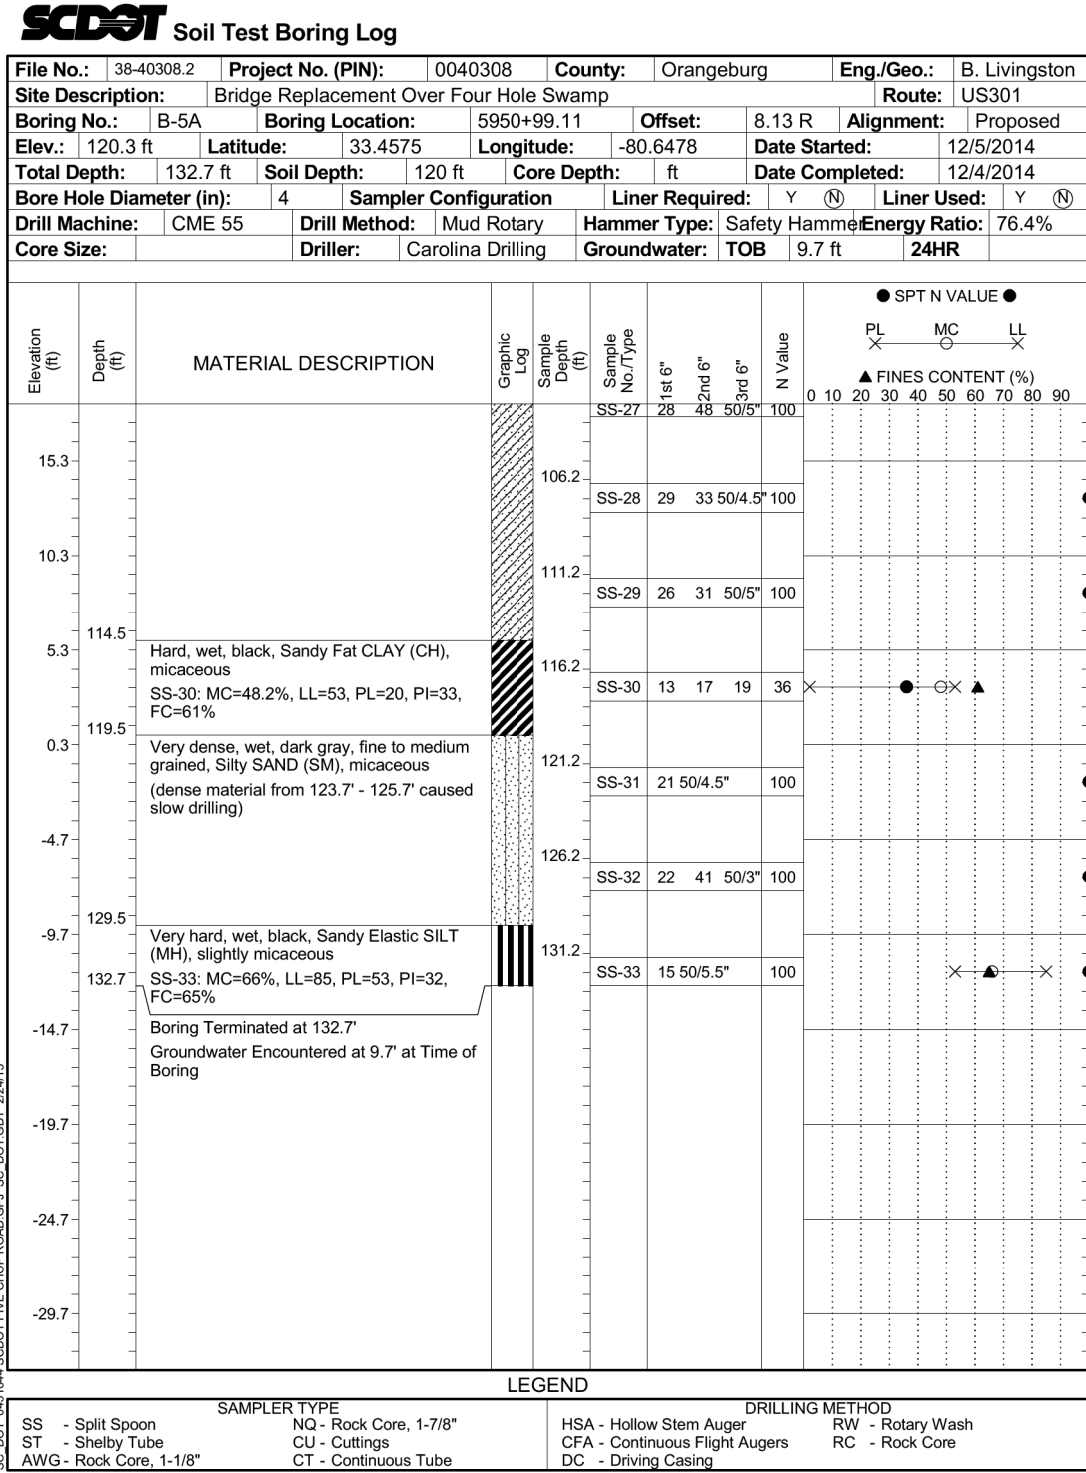 SCDOT Soil Test Boring Log
File No.: 38-40308.2 Project No. (PIN): 0040308 County: Orangeburg Eng./Geo.: B. Livingston
Site Description: Bridge Replacement Over Four Hole Swamp Route: US301
Boring No.: B-5A Boring Location: 5950+99.11 Offset: 8.13 R Alignment: Proposed
Elev.: 120.3 ft Latitude: 33.4575 Longitude: -80.6478 Date Started: 12/5/2014
Total Depth: 132.7 ft Soil Depth: 120 ft Core Depth: ft Date Completed: 12/4/2014
Bore Hole Diameter (in): 4 Sampler Configuration Liner Required: Y N Liner Used: Y N
Drill Machine: CME 55 Drill Method: Mud Rotary Hammer Type: Safety Hammer Energy Ratio: 76.4%
Core Size: Driller: Carolina Drilling Groundwater: TOB 9.7 ft 24HR
Elevation (ft) Depth (ft) MATERIAL DESCRIPTION Graphic Log Sample Depth (ft) Sample No./Type 1st 6" 2nd 6" 3rd 6" N Value
● SPT N VALUE ●
PL MC LL
▲ FINES CONTENT (%)
0 10 20 30 40 50 60 70 80 90
SS-27 28 48 50/5" 100
15.3
106.2
SS-28 29 33 50/4.5" 100
10.3
111.2
SS-29 26 31 50/5" 100
114.5
5.3 Hard, wet, black, Sandy Fat CLAY (CH),
micaceous
116.2
SS-30: MC=48.2%, LL=53, PL=20, PI=33,
FC=61%
SS-30 13 17 19 36
119.5
0.3 Very dense, wet, dark gray, fine to medium
grained, Silty SAND (SM), micaceous
121.2
(dense material from 123.7' - 125.7' caused
slow drilling)
SS-31 21 50/4.5" 100
-4.7
126.2
SS-32 22 41 50/3" 100
129.5
-9.7 Very hard, wet, black, Sandy Elastic SILT
(MH), slightly micaceous
131.2
132.7 SS-33: MC=66%, LL=85, PL=53, PI=32,
FC=65%
SS-33 15 50/5.5" 100
-14.7 Boring Terminated at 132.7'
Groundwater Encountered at 9.7' at Time of
Boring
-19.7
-24.7
-29.7
LEGEND
SAMPLER TYPE
SS - Split Spoon NQ - Rock Core, 1-7/8"
ST - Shelby Tube CU - Cuttings
AWG - Rock Core, 1-1/8" CT - Continuous Tube
DRILLING METHOD
HSA - Hollow Stem Auger RW - Rotary Wash
CFA - Continuous Flight Augers RC - Rock Core
DC - Driving Casing